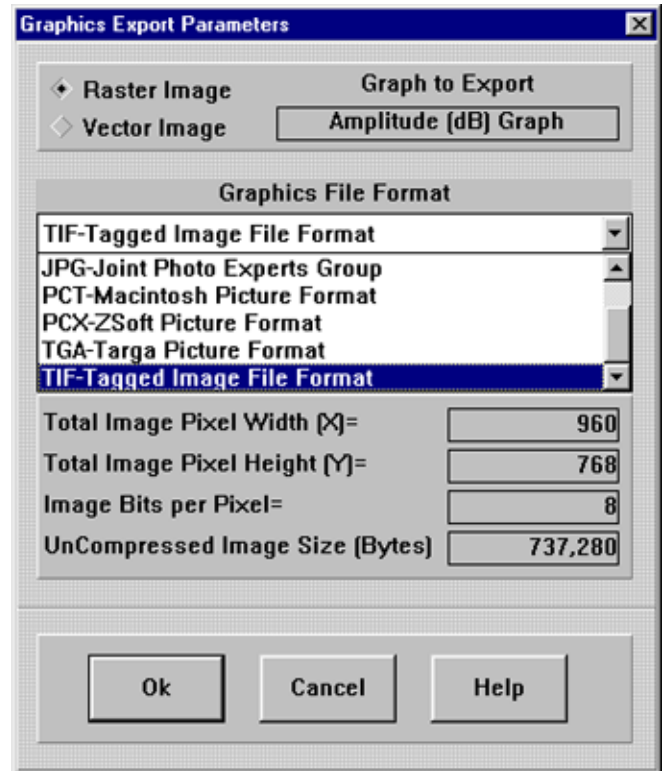 Graphics Export Parameters
Raster Image
Vector Image
Graph to Export
Amplitude (dB) Graph
Graphics File Format
TIF-Tagged Image File Format
JPG-Joint Photo Experts Group
PCT-Macintosh Picture Format
PCX-ZSoft Picture Format
TGA-Targa Picture Format
TIF-Tagged Image File Format
Total Image Pixel Width (X)= 960
Total Image Pixel Height (Y)= 768
Image Bits per Pixel= 8
UnCompressed Image Size (Bytes) 737,280
Ok Cancel Help